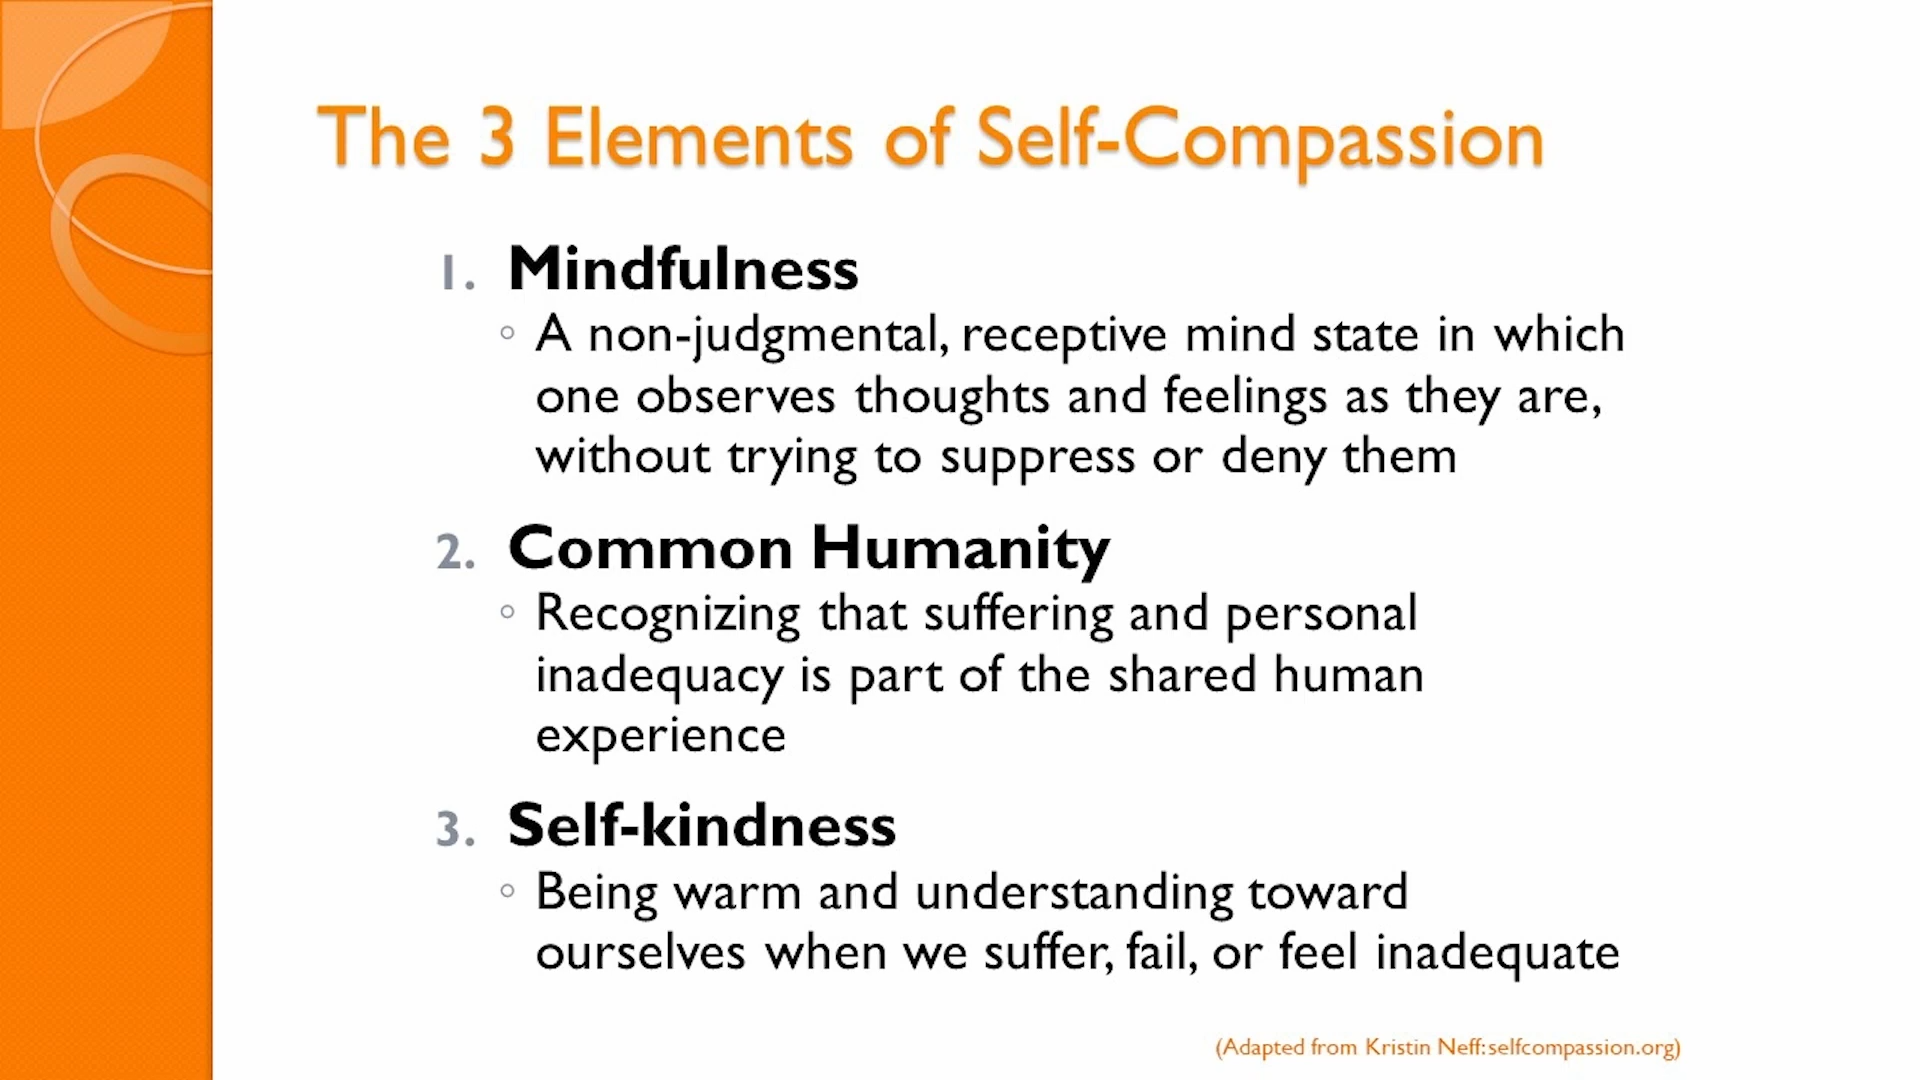 The 3 Elements of Self-Compassion
1. Mindfulness
◦ A non-judgmental, receptive mind state in which
one observes thoughts and feelings as they are,
without trying to suppress or deny them
2. Common Humanity
◦ Recognizing that suffering and personal
inadequacy is part of the shared human
experience
3. Self-kindness
◦ Being warm and understanding toward
ourselves when we suffer, fail, or feel inadequate
(Adapted from Kristin Neff:selfcompassion.org)